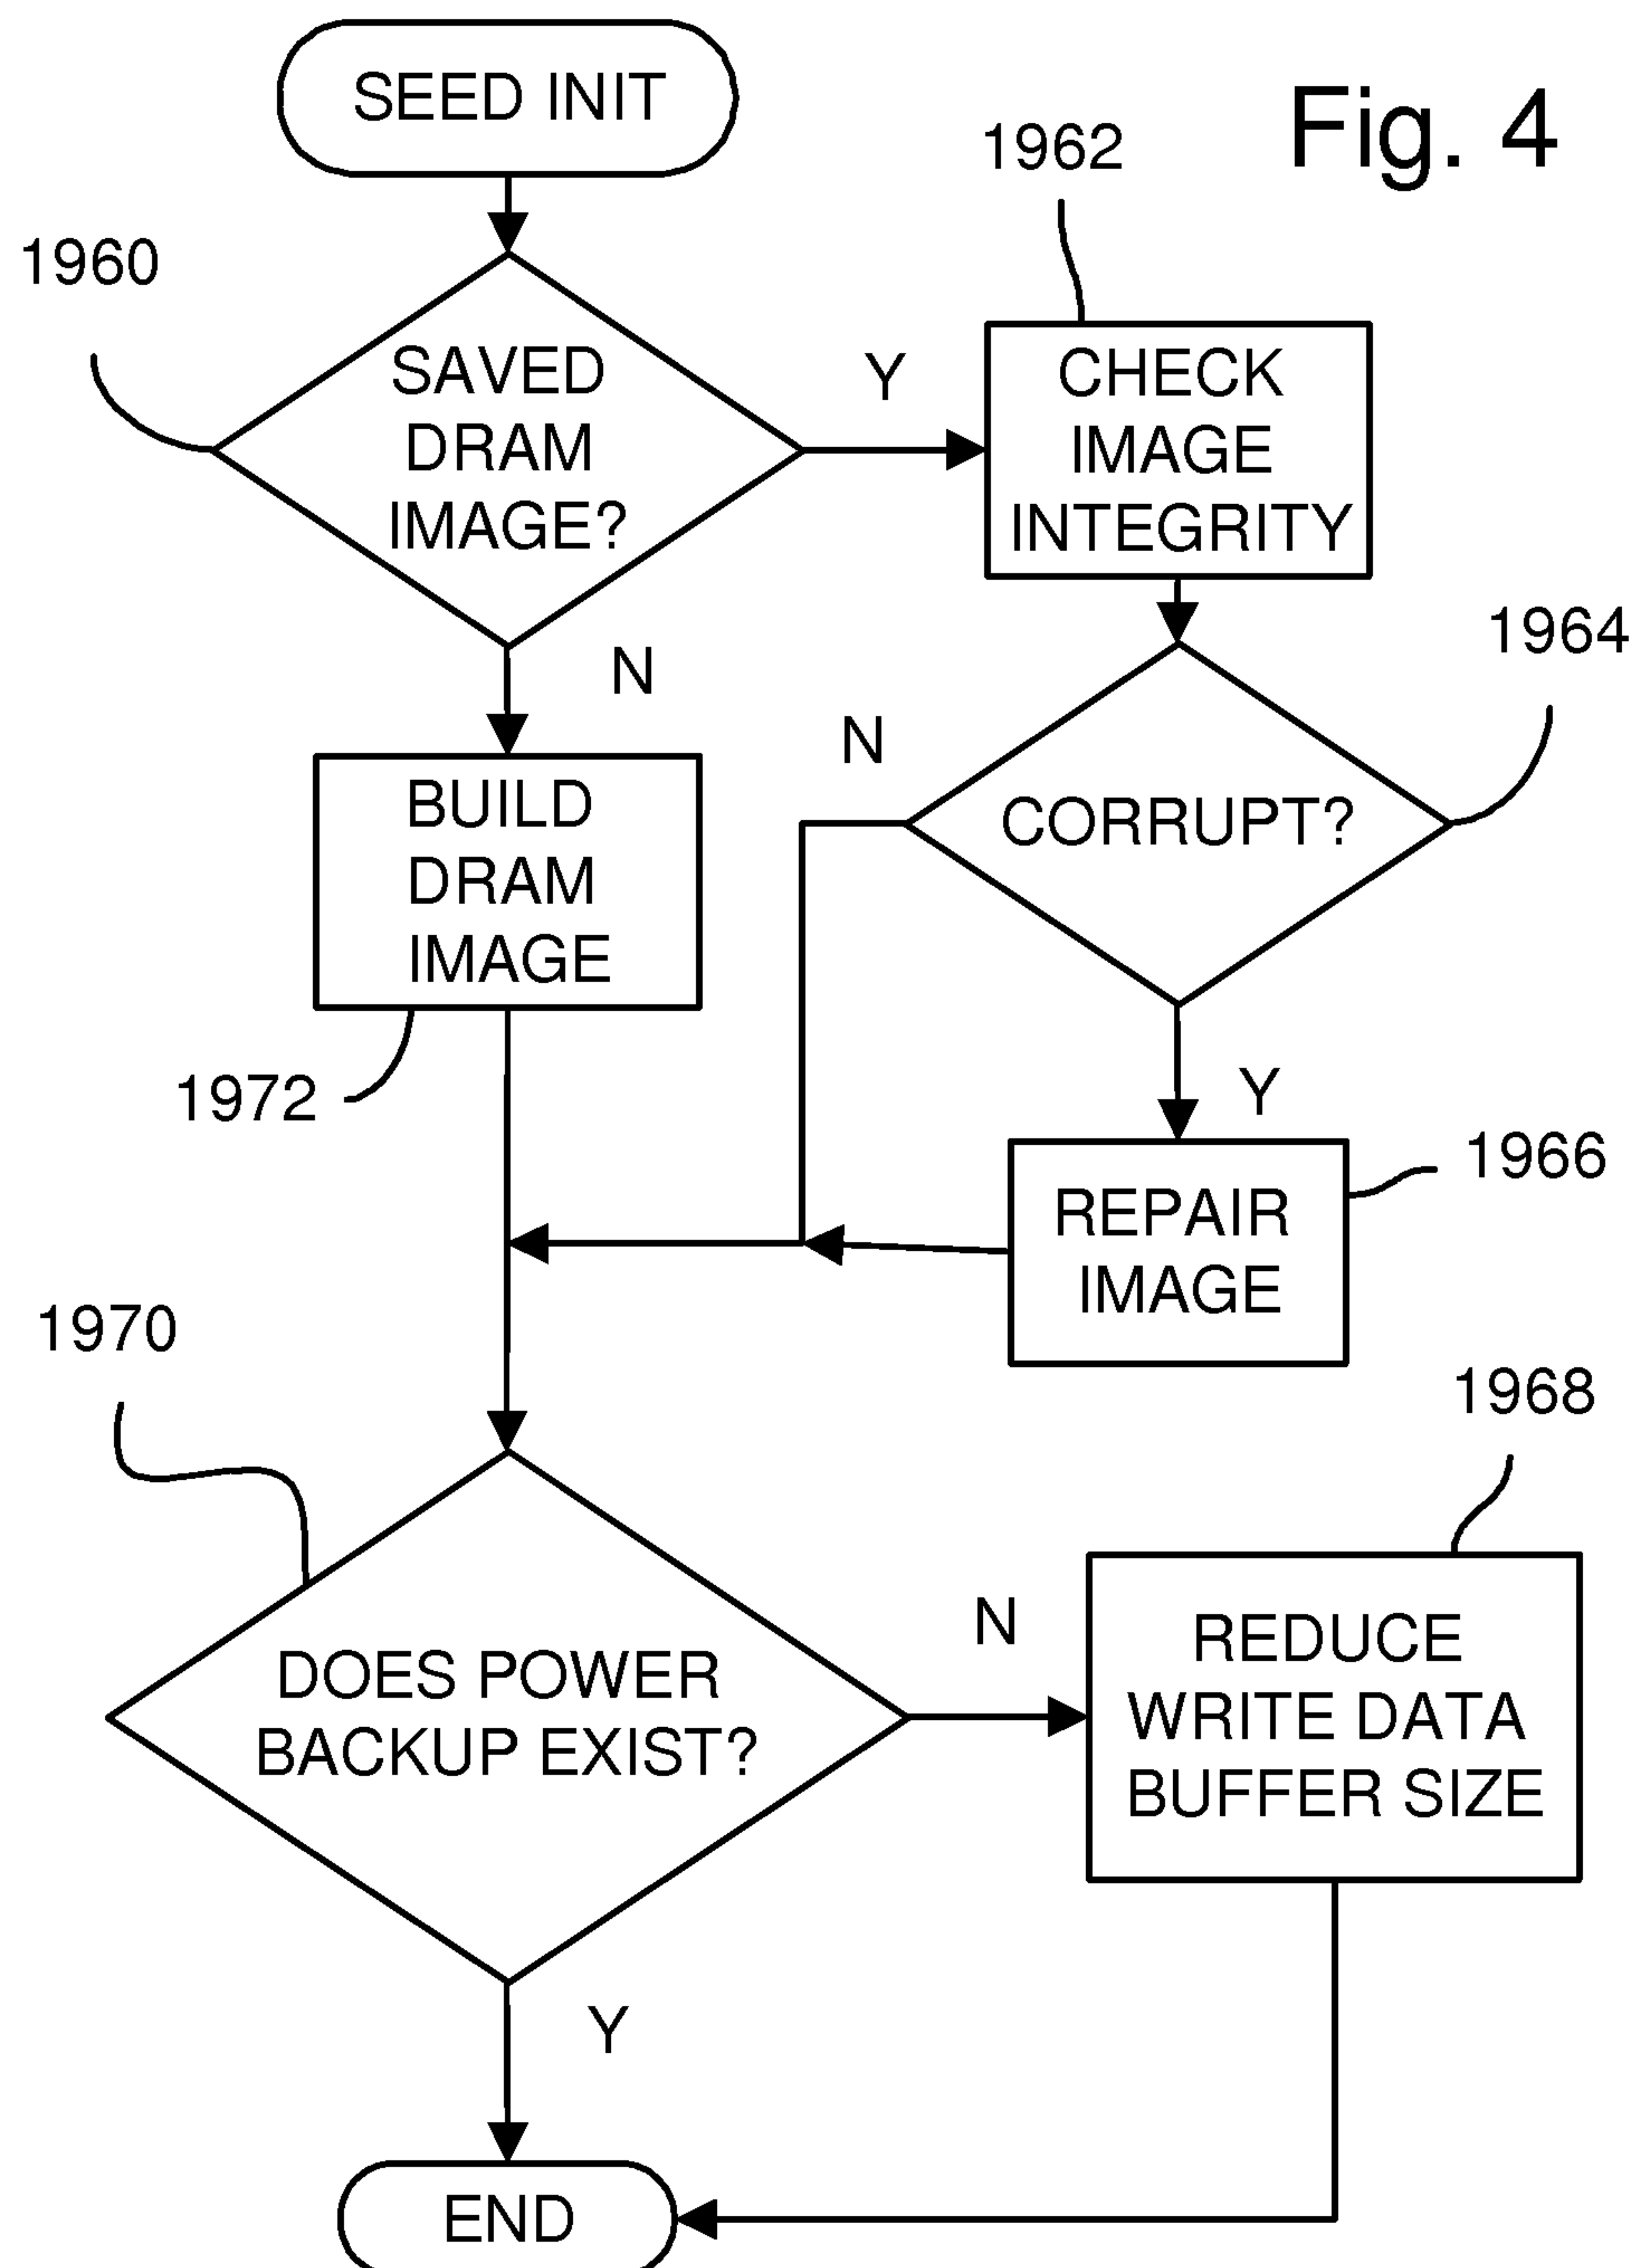 SEED INIT
Fig. 4
1962
1960
SAVED
DRAM
IMAGE?
Y
CHECK
IMAGE
INTEGRITY
N
1964
N
CORRUPT?
BUILD
DRAM
IMAGE
1972
Y
1966
REPAIR
IMAGE
1970
1968
DOES POWER
BACKUP EXIST?
N
REDUCE
WRITE DATA
BUFFER SIZE
Y
END